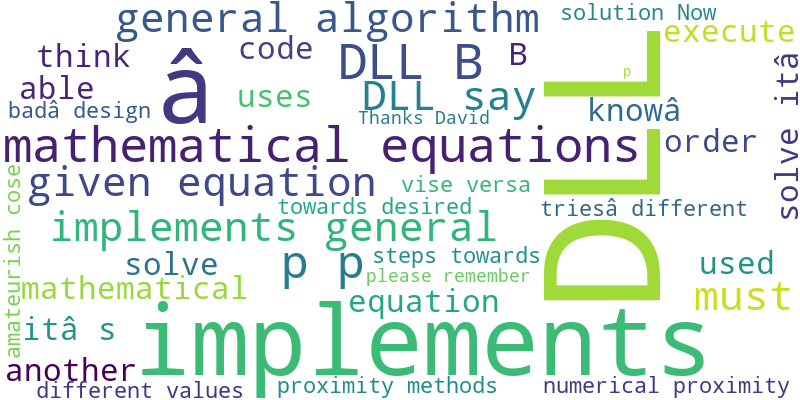 general algorithm
solution Now
execute
think
code
â
DLL B
B
DLL
able
uses
DLL say
p
knowâ
solve itâ
badâ design
Thanks David
mathematical equations
order
given equation
vise versa
amateurish cose
towards desired
triesâ different
implements general
solve
p p
steps towards
please remember
used
mathematical
equation
must
itâ s
implements
another
different values
proximity methods
numerical proximity